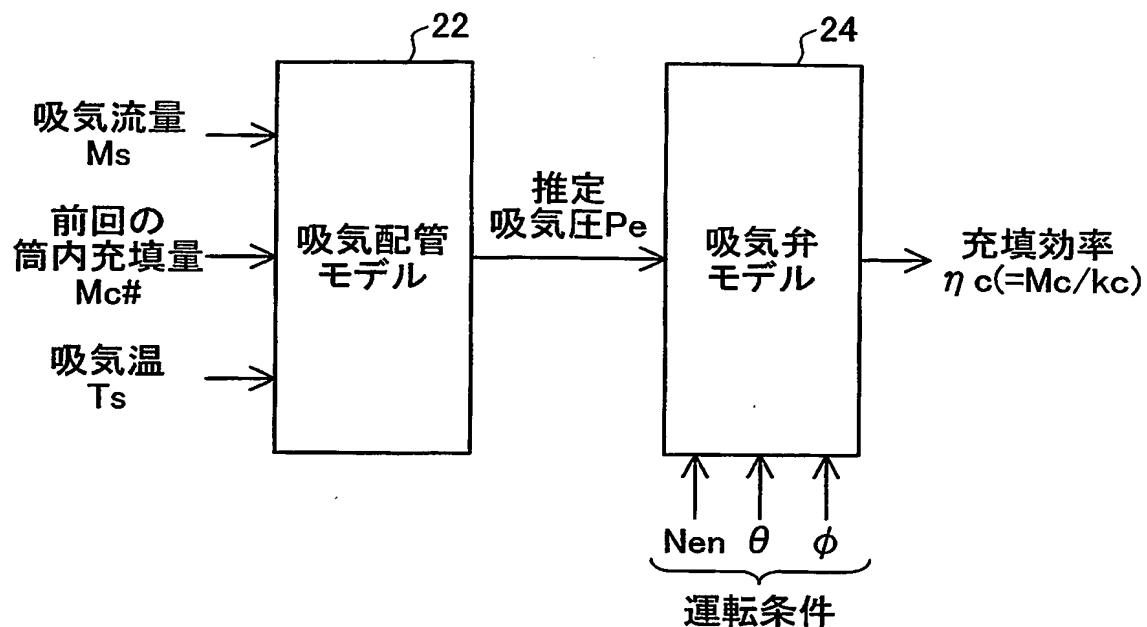 22
24
吸気流量
Ms
前回の
筒内充填量
Mc#
吸気温
Ts
吸気配管
モデル
推定
吸気圧Pe
吸気弁
モデル
充填効率
ηc(=Mc/kc)
Nen θ φ
運転条件